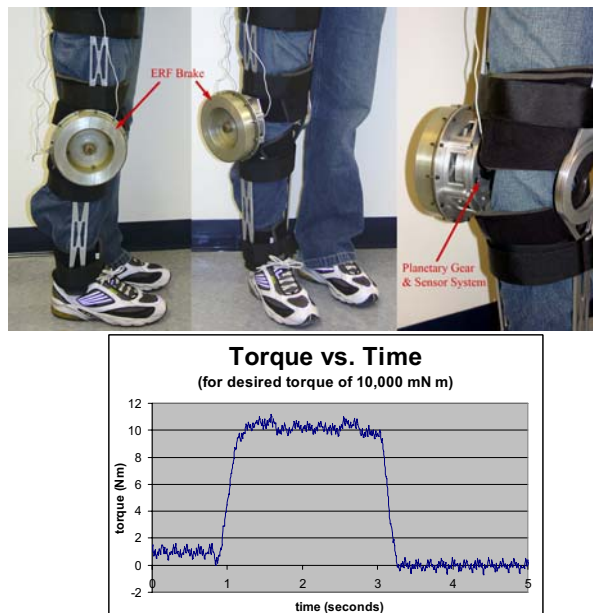 ERF Brake
Planetary Gear
& Sensor System
Torque vs. Time
(for desired torque of 10,000 mN m)
torque (Nm)
12
10
8
6
4
2
0
-2
0 1 2 3 4 5
time (seconds)